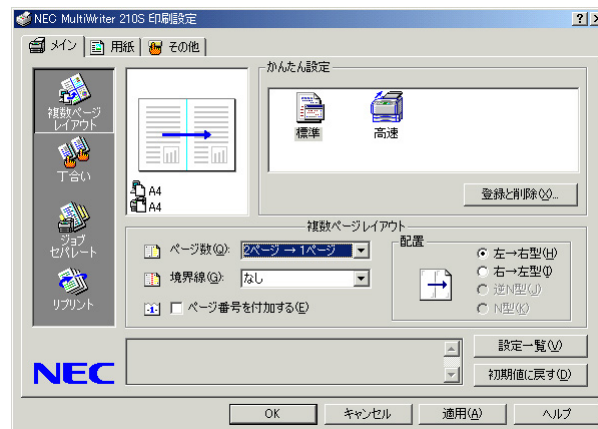 NEC MultiWriter 210S 印刷設定
メイン
用紙
その他
複数ページ
レイアウト
丁合い
ジョブ
セパレート
リプリント
A4
A4
かんたん設定
標準
高速
登録と削除(X)...
複数ページレイアウト
ページ数(Q):
2ページ → 1ページ
境界線(G):
なし
ページ番号を付加する(E)
配置
左→右型(H)
右→左型(I)
逆N型(J)
N型(K)
NEC
設定一覧(V)
初期値に戻す(D)
OK
キャンセル
適用(A)
ヘルプ